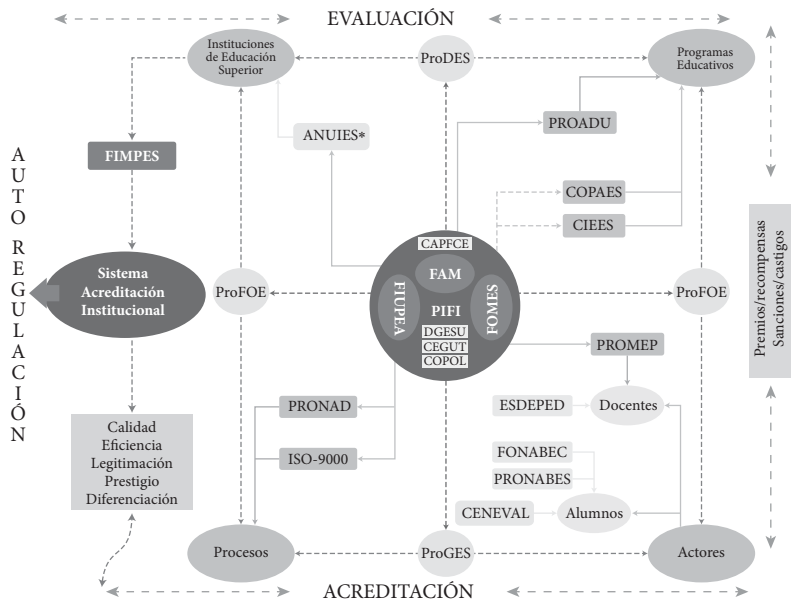 EVALUACIÓN
Instituciones
de Educación
Superior
ProDES
Programas
Educativos
ANUIES*
PROADU
FIMPES
COPAES
CIEES
AUTO REGULACIÓN
CAPFCE
FAM
Sistema
Acreditación
Institucional
ProFOE
FIUPEA
PIFI
FOMES
ProFOE
Premios/recompensas
Sanciones/castigos
DGESU
CEGUT
COPOL
PROMEP
PRONAD
ESDEPED
Docentes
Calidad
Eficiencia
Legitimación
Prestigio
Diferenciación
ISO-9000
FONABEC
PRONABES
CENEVAL
Alumnos
Procesos
ProGES
Actores
ACREDITACIÓN